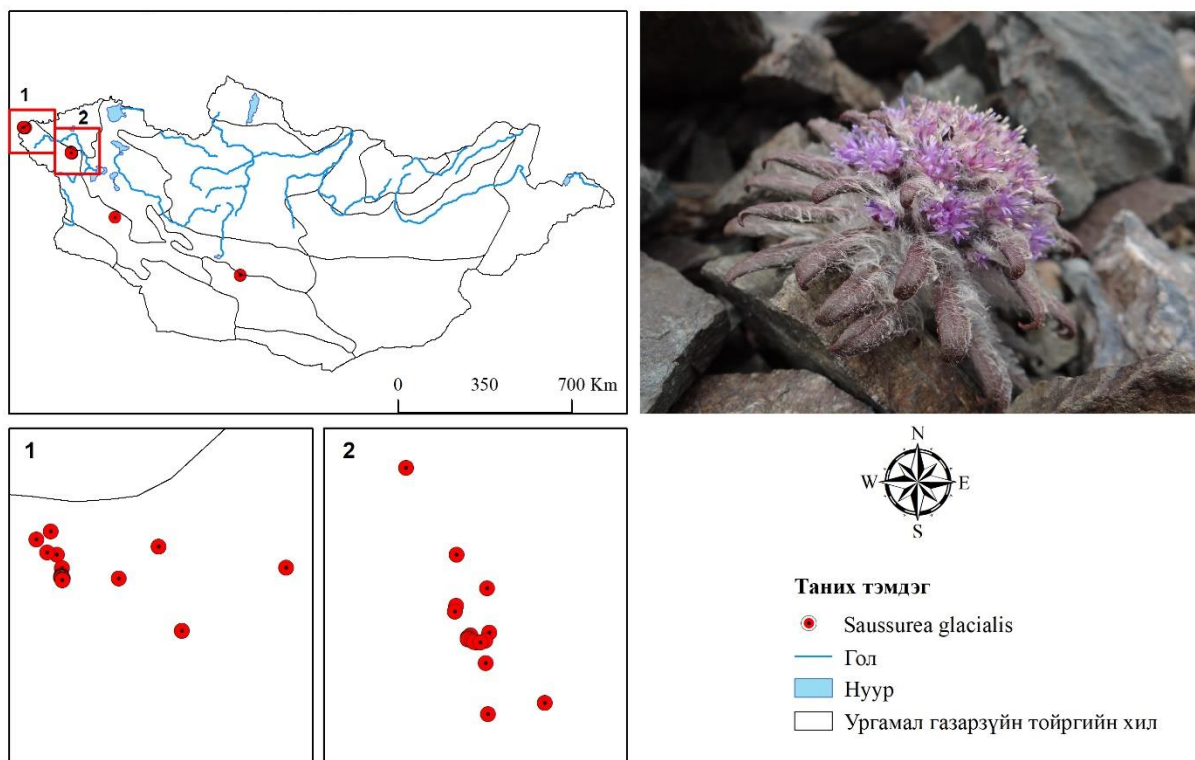 1
2
0 350 700 Km
1
2
N
W E
S
Таних тэмдэг
Saussurea glacialis
Гол
Нуур
Ургамал газарзүйн тойргийн хил